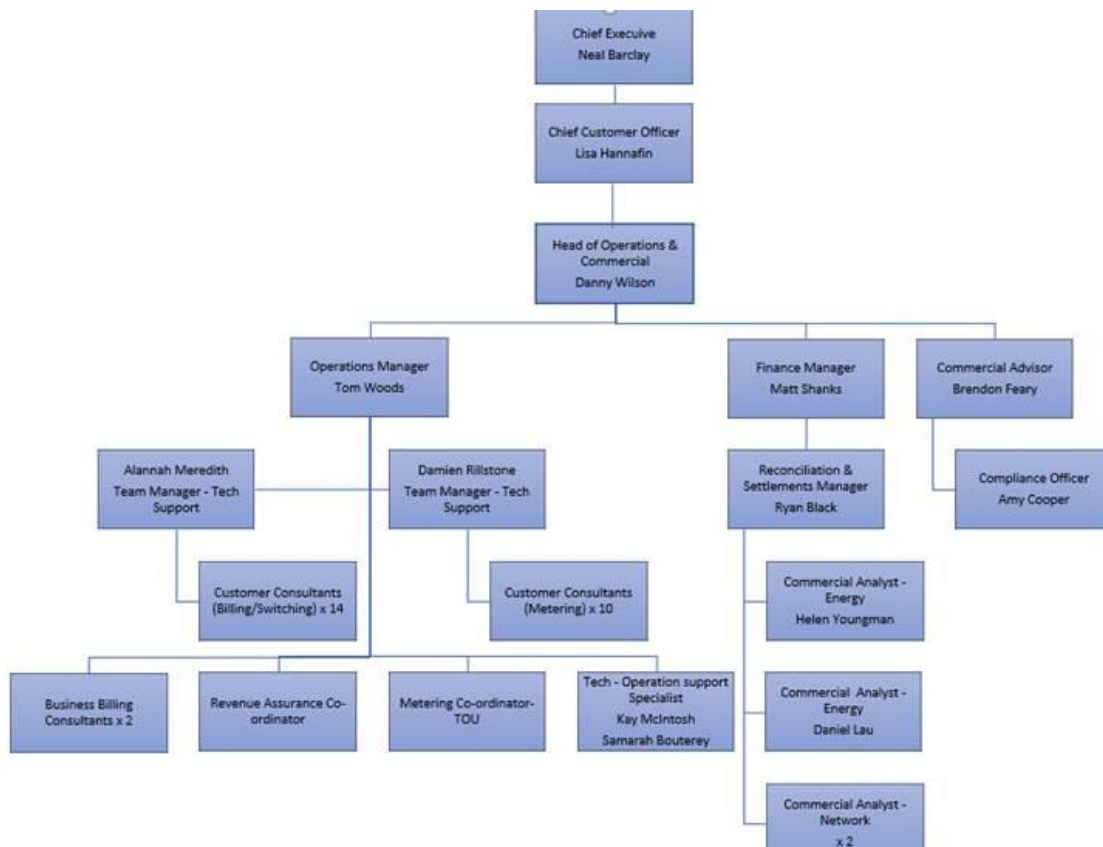 Chief Execuive
Neal Barclay
Chief Customer Officer
Lisa Hannafin
Head of Operations &
Commercial
Danny Wilson
Operations Manager
Tom Woods
Finance Manager
Matt Shanks
Commercial Advisor
Brendon Feary
Alannah Meredith
Team Manager - Tech
Support
Damien Rillstone
Team Manager - Tech
Support
Reconciliation &
Settlements Manager
Ryan Black
Compliance Officer
Amy Cooper
Customer Consultants
(Billing/Switching) x 14
Customer Consultants
(Metering) x 10
Commercial Analyst -
Energy
Helen Youngman
Business Billing
Consultants x 2
Revenue Assurance Co-
ordinator
Metering Co-ordinator-
TOU
Tech - Operation support
Specialist
Kay McIntosh
Samarah Bouterey
Commercial Analyst -
Energy
Daniel Lau
Commercial Analyst -
Network
x 2